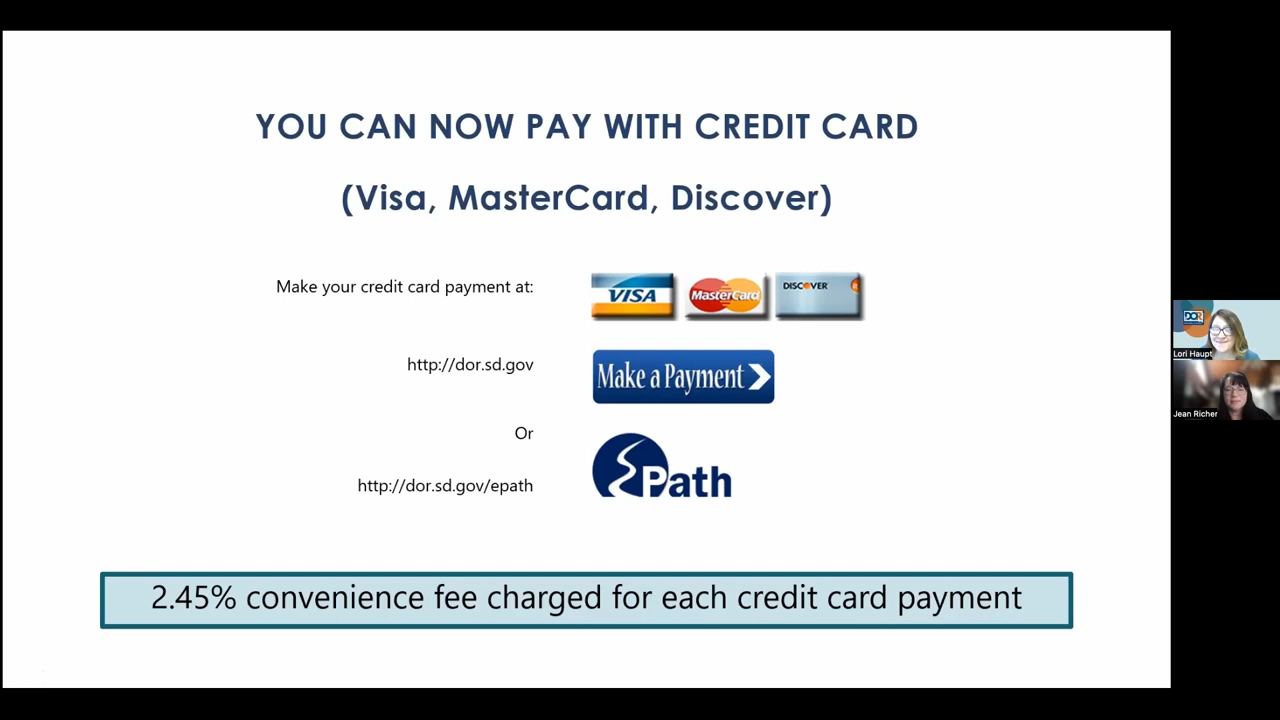 YOU CAN NOW PAY WITH CREDIT CARD
(Visa, MasterCard, Discover)
Make your credit card payment at:
VISA
MasterCard
DISCOVER
http://dor.sd.gov
Make a Payment
Or
Path
http://dor.sd.gov/epath
2.45% convenience fee charged for each credit card payment
DOR
Lori Haupt
Jean Richer